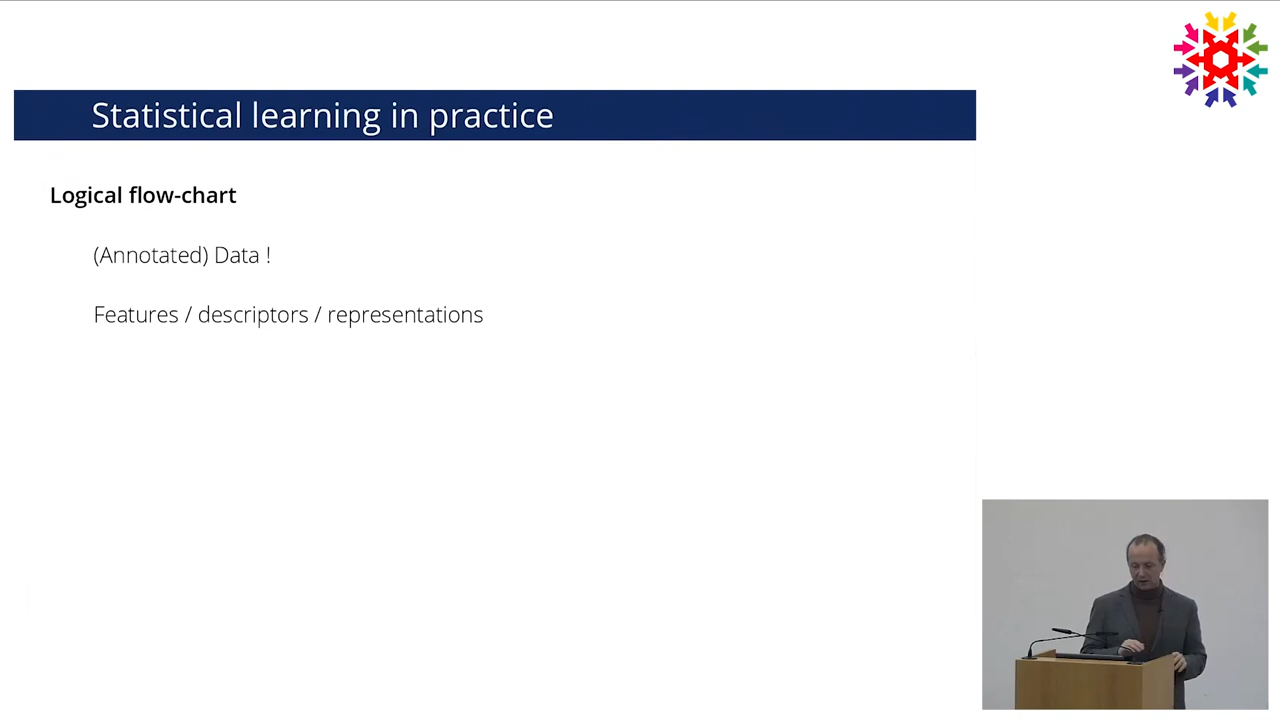 Statistical learning in practice
Logical flow-chart
(Annotated) Data !
Features / descriptors / representations